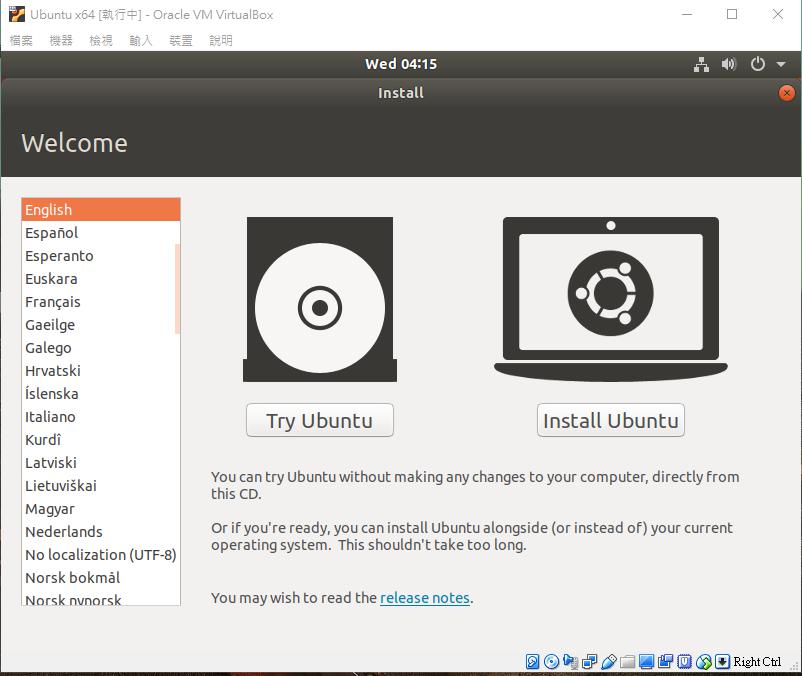 Ubuntu x64 [執行中] - Oracle VM VirtualBox
檔案 機器 檢視 輸入 裝置 說明
Wed 04:15
Install
Welcome
English
Español
Esperanto
Euskara
Français
Gaeilge
Galego
Hrvatski
Íslenska
Italiano
Kurdî
Latviski
Lietuviškai
Magyar
Nederlands
No localization (UTF-8)
Norsk bokmål
Norsk nynorsk
Try Ubuntu
Install Ubuntu
You can try Ubuntu without making any changes to your computer, directly from
this CD.
Or if you're ready, you can install Ubuntu alongside (or instead of) your current
operating system. This shouldn't take too long.
You may wish to read the release notes.
Right Ctrl